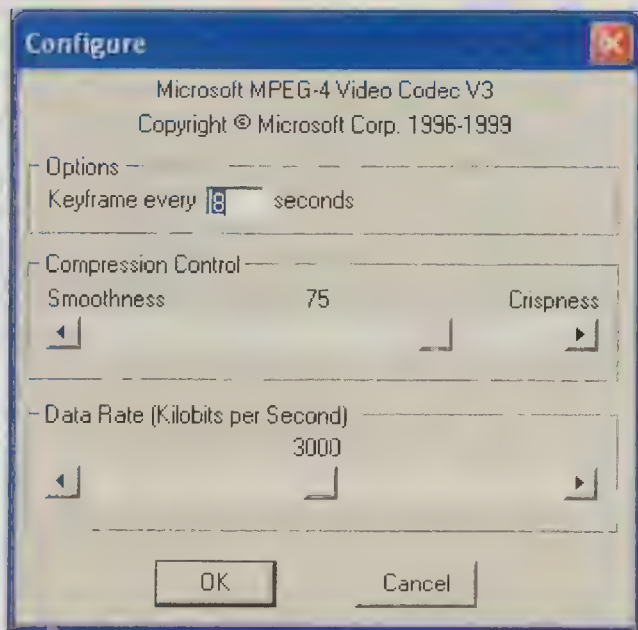 Configure
Microsoft MPEG-4 Video Codec V3
Copyright © Microsoft Corp. 1996-1999
Options
Keyframe every 8 seconds
Compression Control
Smoothness 75 Crispness
Data Rate (Kilobits per Second)
3000
OK Cancel